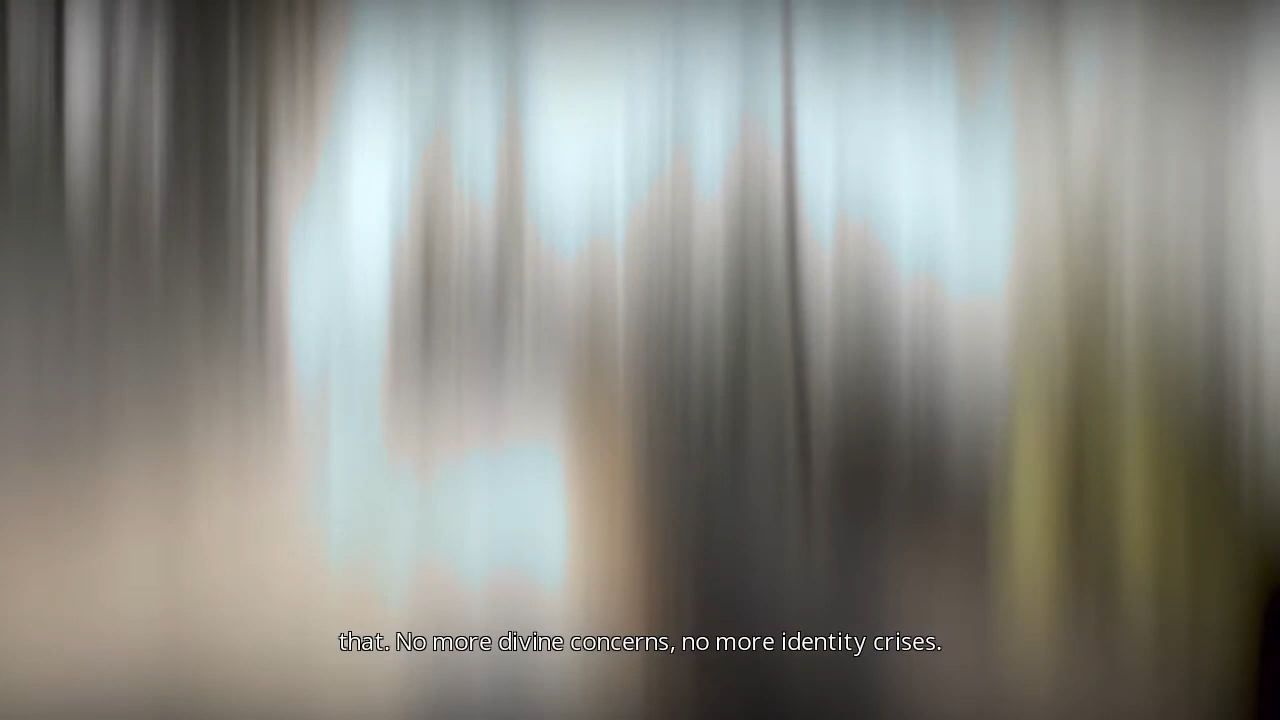 that. No more divine concerns, no more identity crises.